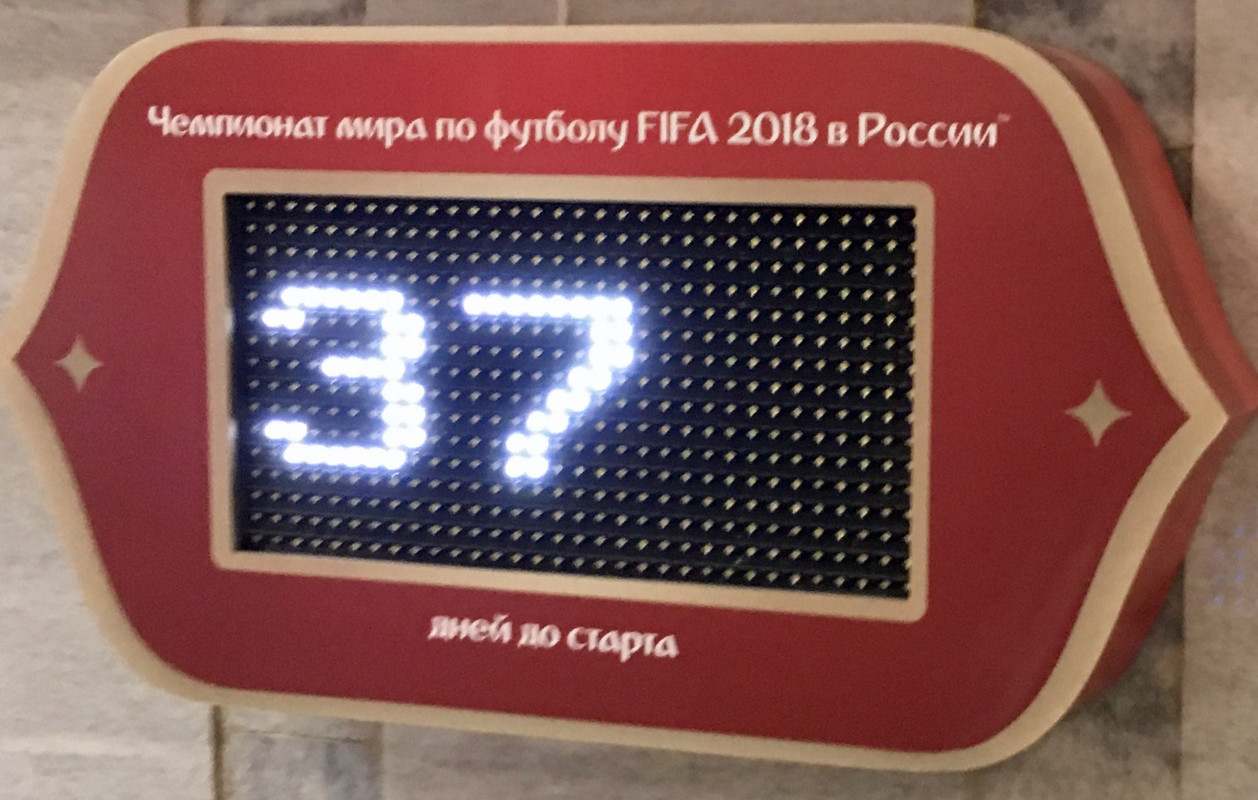 Чемпионат мира по футболу FIFA 2018 в России™
37
дней до старта